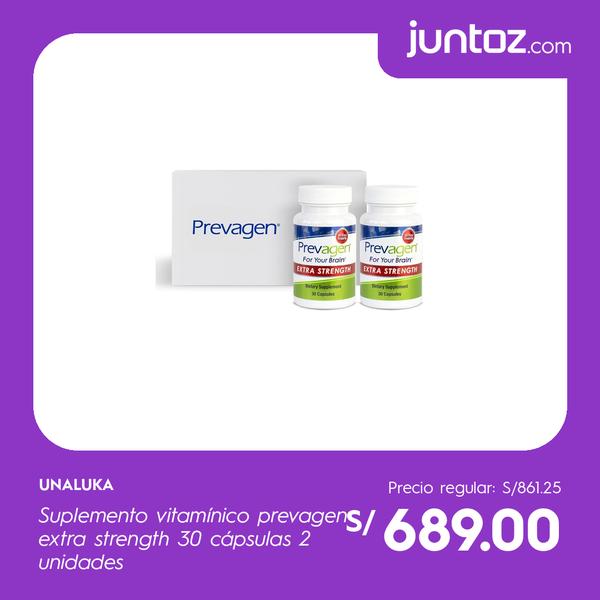 juntoz.com
Prevagen®
Prevagen
For Your Brain®
EXTRA STRENGTH
Dietary Supplement
30 Capsules
Prevagen
For Your Brain®
EXTRA STRENGTH
Dietary Supplement
30 Capsules
UNALUKA
Suplemento vitamínico prevagen
extra strength 30 cápsulas 2
unidades
Precio regular: S/861.25
S/ 689.00